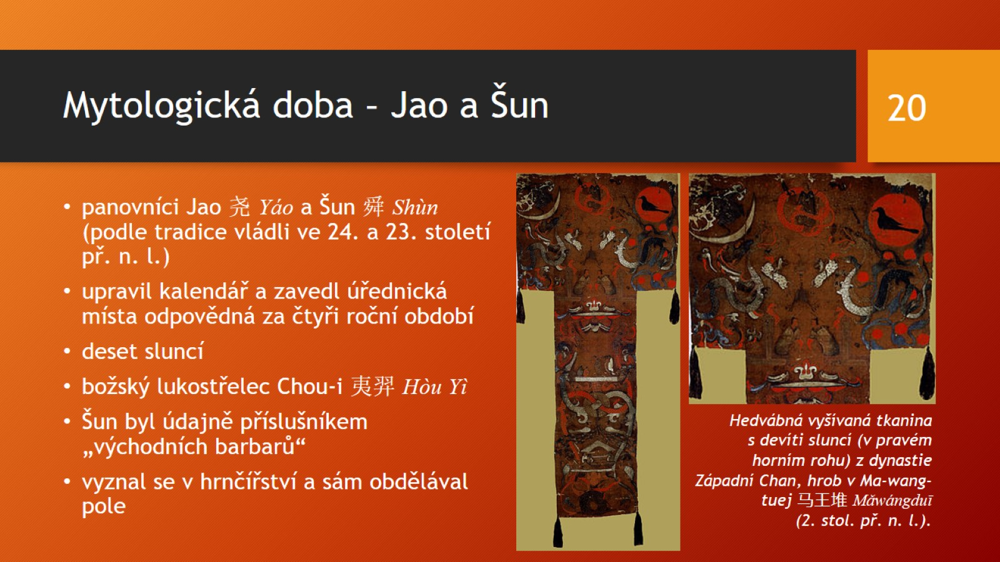 Mytologická doba – Jao a Šun
20
• panovníci Jao 尧 Yáo a Šun 舜 Shùn
(podle tradice vládli ve 24. a 23. století
př. n. l.)
• upravil kalendář a zavedl úřednická
místa odpovědná za čtyři roční období
• deset sluncí
• božský lukostřelec Chou-i 夷羿 Hòu Yì
• Šun byl údajně příslušníkem
„východních barbarů“
• vyznal se v hrnčířství a sám obdělával
pole
Hedvábná vyšívaná tkanina
s devíti sluncí (v pravém
horním rohu) z dynastie
Západní Chan, hrob v Ma-wang-
tuej 马王堆 Mǎwángduī
(2. stol. př. n. l.).